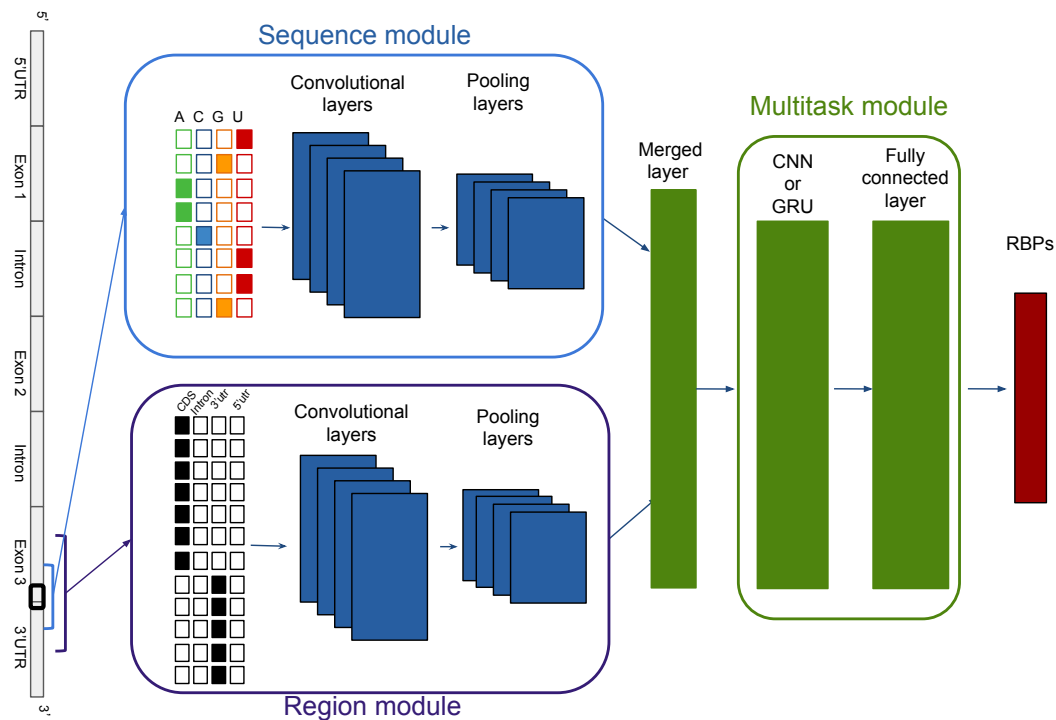 5’
5’UTR
Exon 1
Intron
Exon 2
Intron
Exon 3
3’UTR
3’
Sequence module
A C G U
Convolutional
layers
Pooling
layers
Region module
CDS
Intron
3’utr
5’utr
Convolutional
layers
Pooling
layers
Merged
layer
Multitask module
CNN
or
GRU
Fully
connected
layer
RBPs